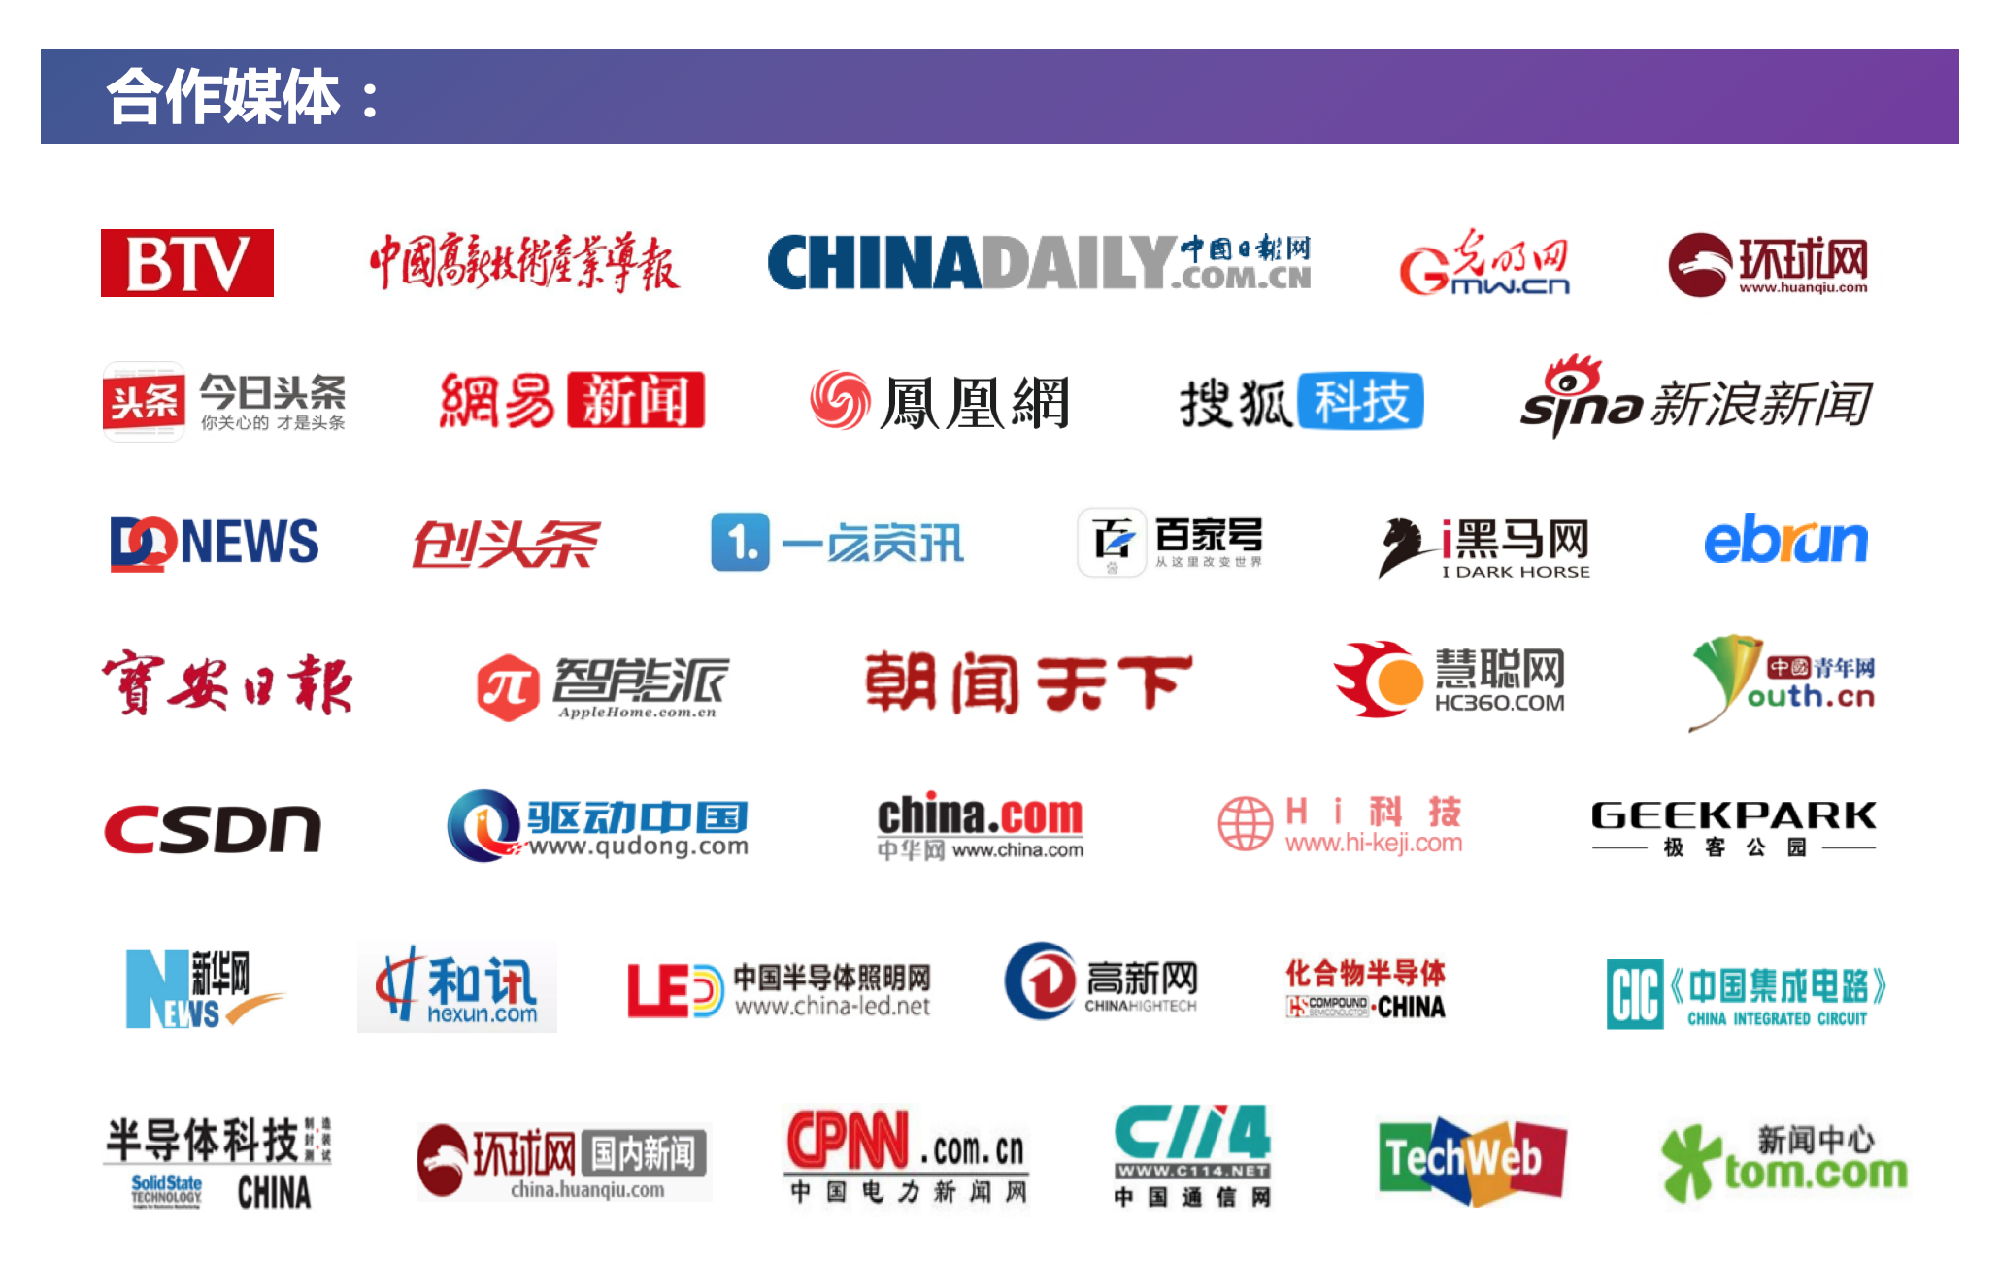 合作媒体：
BTV
中國高新技術産業導報
CHINADAILY 中国日报网
.COM.CN
光明网
Gmw.cn
环球网
www.huanqiu.com
头条 今日头条
你关心的 才是头条
網易 新闻
鳳凰網
搜狐 科技
sina 新浪新闻
DONEWS
创头条
1. 一点资讯
百 百家号
从这里改变世界
i黑马网
I DARK HORSE
ebrun
寶安日報
π 智能派
AppleHome.com.cn
朝闻天下
慧聪网
HC360.COM
中國青年网
Youth.cn
CSDN
驱动中国
www.qudong.com
china.com
中华网 www.china.com
Hi科技
www.hi-keji.com
GEEKPARK
极客公园
新华网
NEWS
和讯
hexun.com
LED 中国半导体照明网
www.china-led.net
高新网
CHINAHIGHTECH
化合物半导体
CS COMPOUND SEMICONDUCTOR·CHINA
CIC 《中国集成电路》
CHINA INTEGRATED CIRCUIT
半导体科技 制造 封装 测试
Solid State
TECHNOLOGY. CHINA
环球网 国内新闻
china.huanqiu.com
CPNN.com.cn
中国电力新闻网
C114
WWW.C114.NET
中国通信网
TechWeb
新闻中心
tom.com